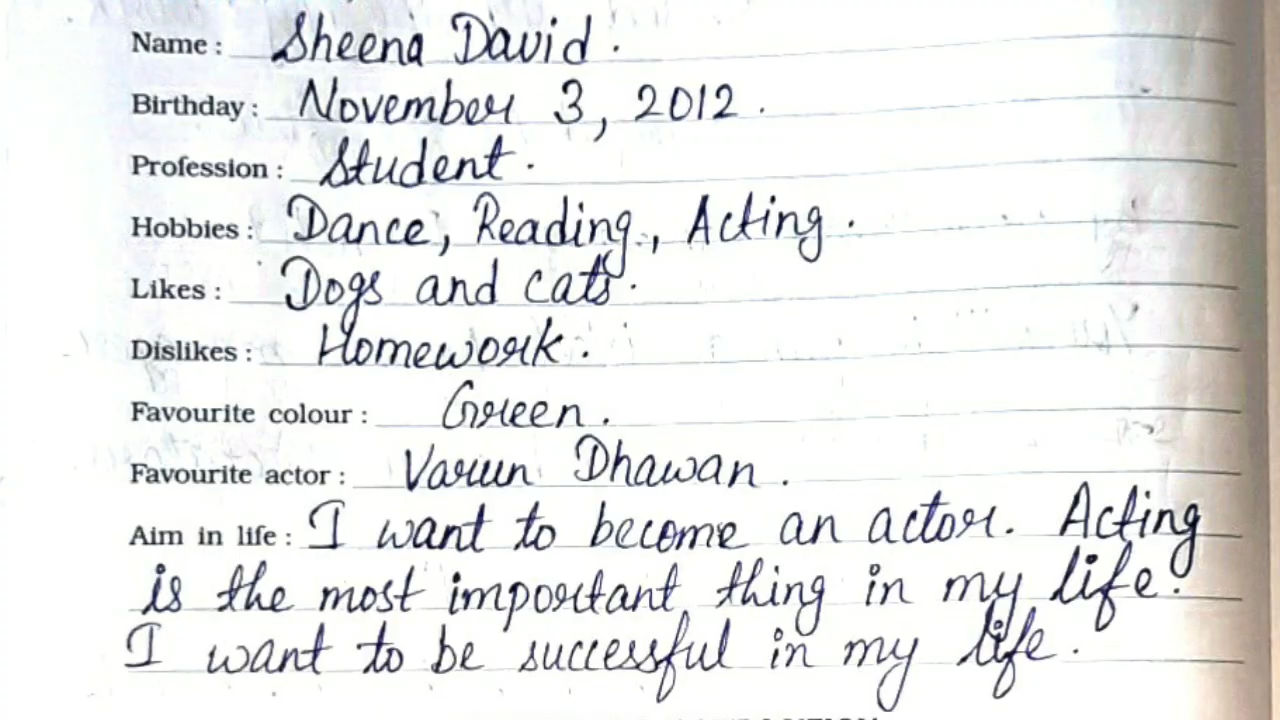 Name : Sheena David.
Birthday : November 3, 2012.
Profession : Student.
Hobbies : Dance, Reading, Acting.
Likes : Dogs and cats.
Dislikes : Homework.
Favourite colour : Green.
Favourite actor : Varun Dhawan.
Aim in life : I want to become an actor. Acting
is the most important thing in my life.
I want to be successful in my life.